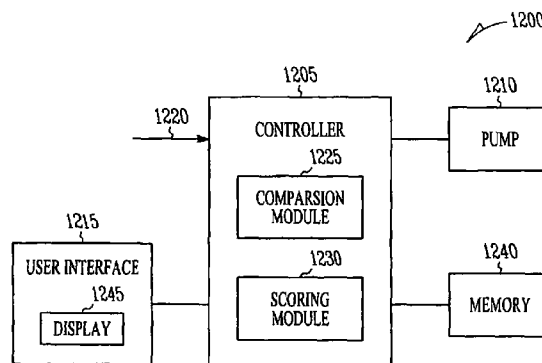 1200
1205
1210
1220
CONTROLLER
PUMP
1225
COMPARSION
MODULE
1215
1230
1240
USER INTERFACE
1245
DISPLAY
SCORING
MODULE
MEMORY